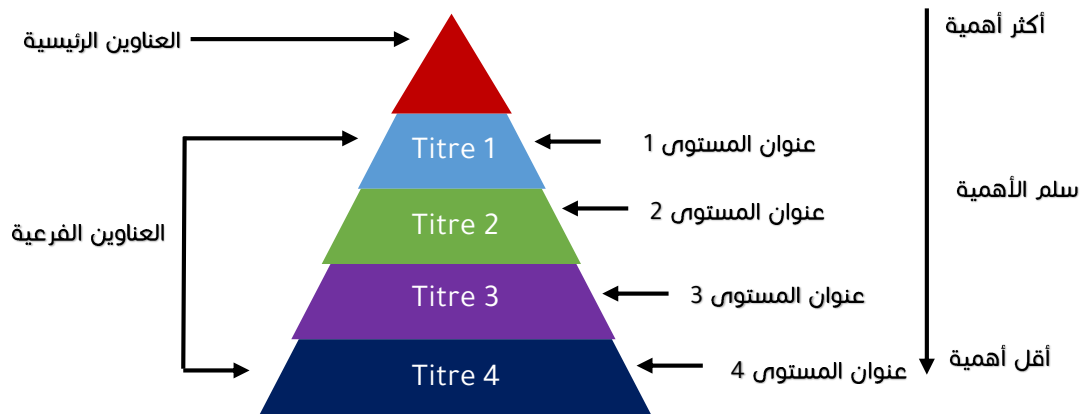 أكثر أهمية
العناوين الرئيسية
Titre 1
عنوان المستوى 1
سلم الأهمية
Titre 2
عنوان المستوى 2
العناوين الفرعية
Titre 3
عنوان المستوى 3
أقل أهمية
Titre 4
عنوان المستوى 4